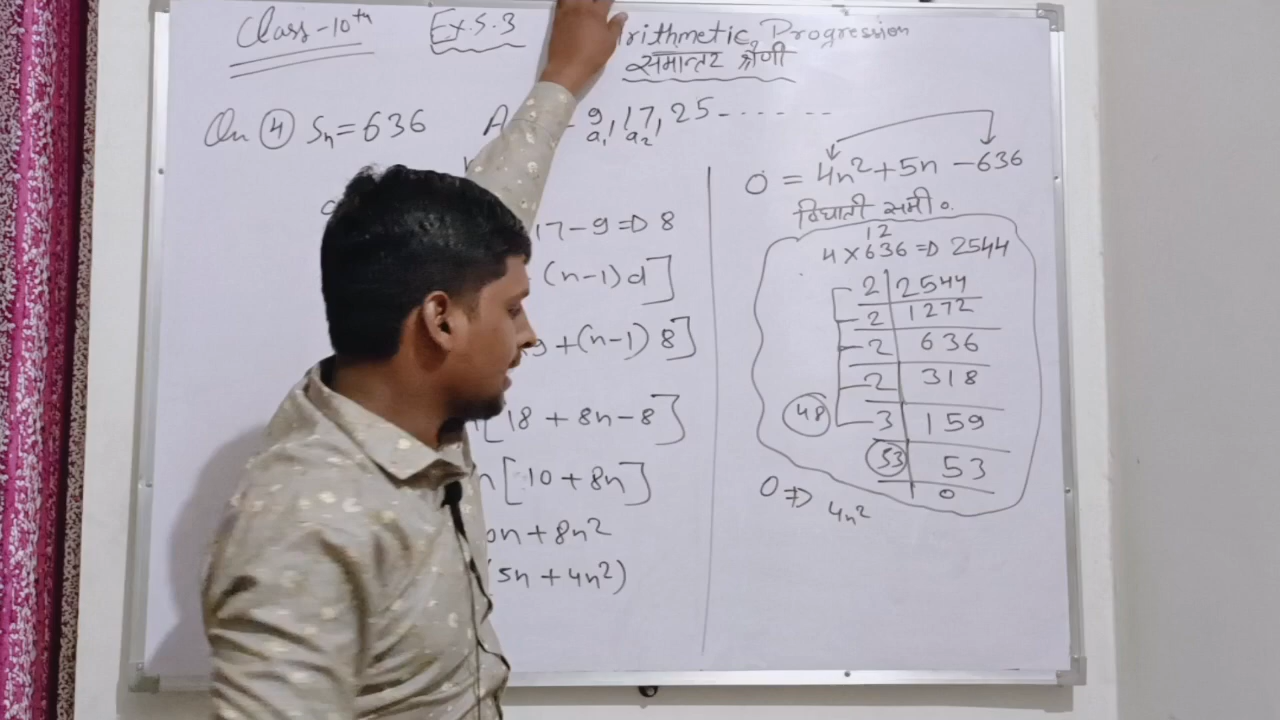 Class-10th Ex.5.3 rithmetic Progression
समान्तर श्रेणी
Qn ④ Sn = 636 A 9, 17, 25 - - - - - -
a1, a2,
17 - 9 => 8
(n-1) d]
9 + (n-1) 8]
[18 + 8n - 8]
n [10 + 8n]
0n + 8n²
(5n + 4n²)
0 = 4n² + 5n - 636
द्विघाती समी०
12
4 × 636 => 2544
2 | 2544
2 | 1272
2 | 636
2 | 318
48 3 | 159
53 | 53
0
0 => 4n²